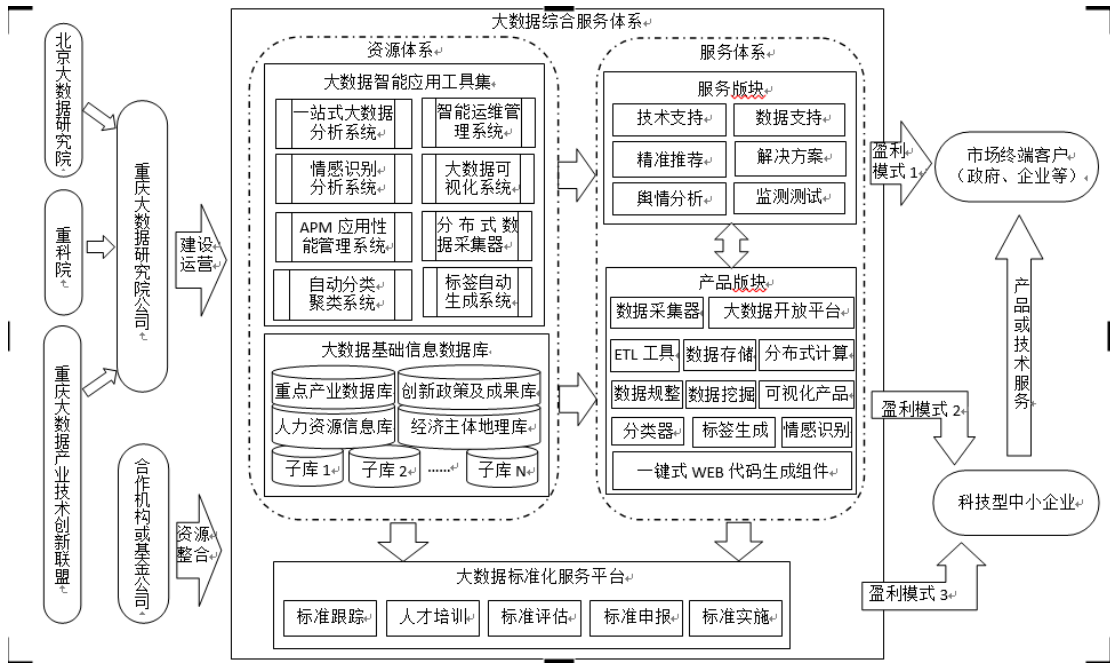 大数据综合服务体系
北京大数据研究院
重科院
重庆大数据产业技术创新联盟
重庆大数据研究院公司
合作机构或基金公司
建设
运营
资源
整合
资源体系
大数据智能应用工具集
一站式大数据
分析系统
智能运维管
理系统
情感识别
分析系统
大数据可
视化系统
APM 应用性
能管理系统
分布式数
据采集器
自动分类
聚类系统
标签自动
生成系统
大数据基础信息数据库
重点产业数据库
创新政策及成果库
人力资源信息库
经济主体地理库
子库 1
子库 2
……
子库 N
服务体系
服务版块
技术支持
数据支持
精准推荐
解决方案
舆情分析
监测测试
产品版块
数据采集器
大数据开放平台
ETL 工具
数据存储
分布式计算
数据规整
数据挖掘
可视化产品
分类器
标签生成
情感识别
一键式 WEB 代码生成组件
大数据标准化服务平台
标准跟踪
人才培训
标准评估
标准申报
标准实施
盈利
模式 1
盈利模式 2
盈利模式 3
市场终端客户
（政府、企业等）
产品或技术服务
科技型中小企业